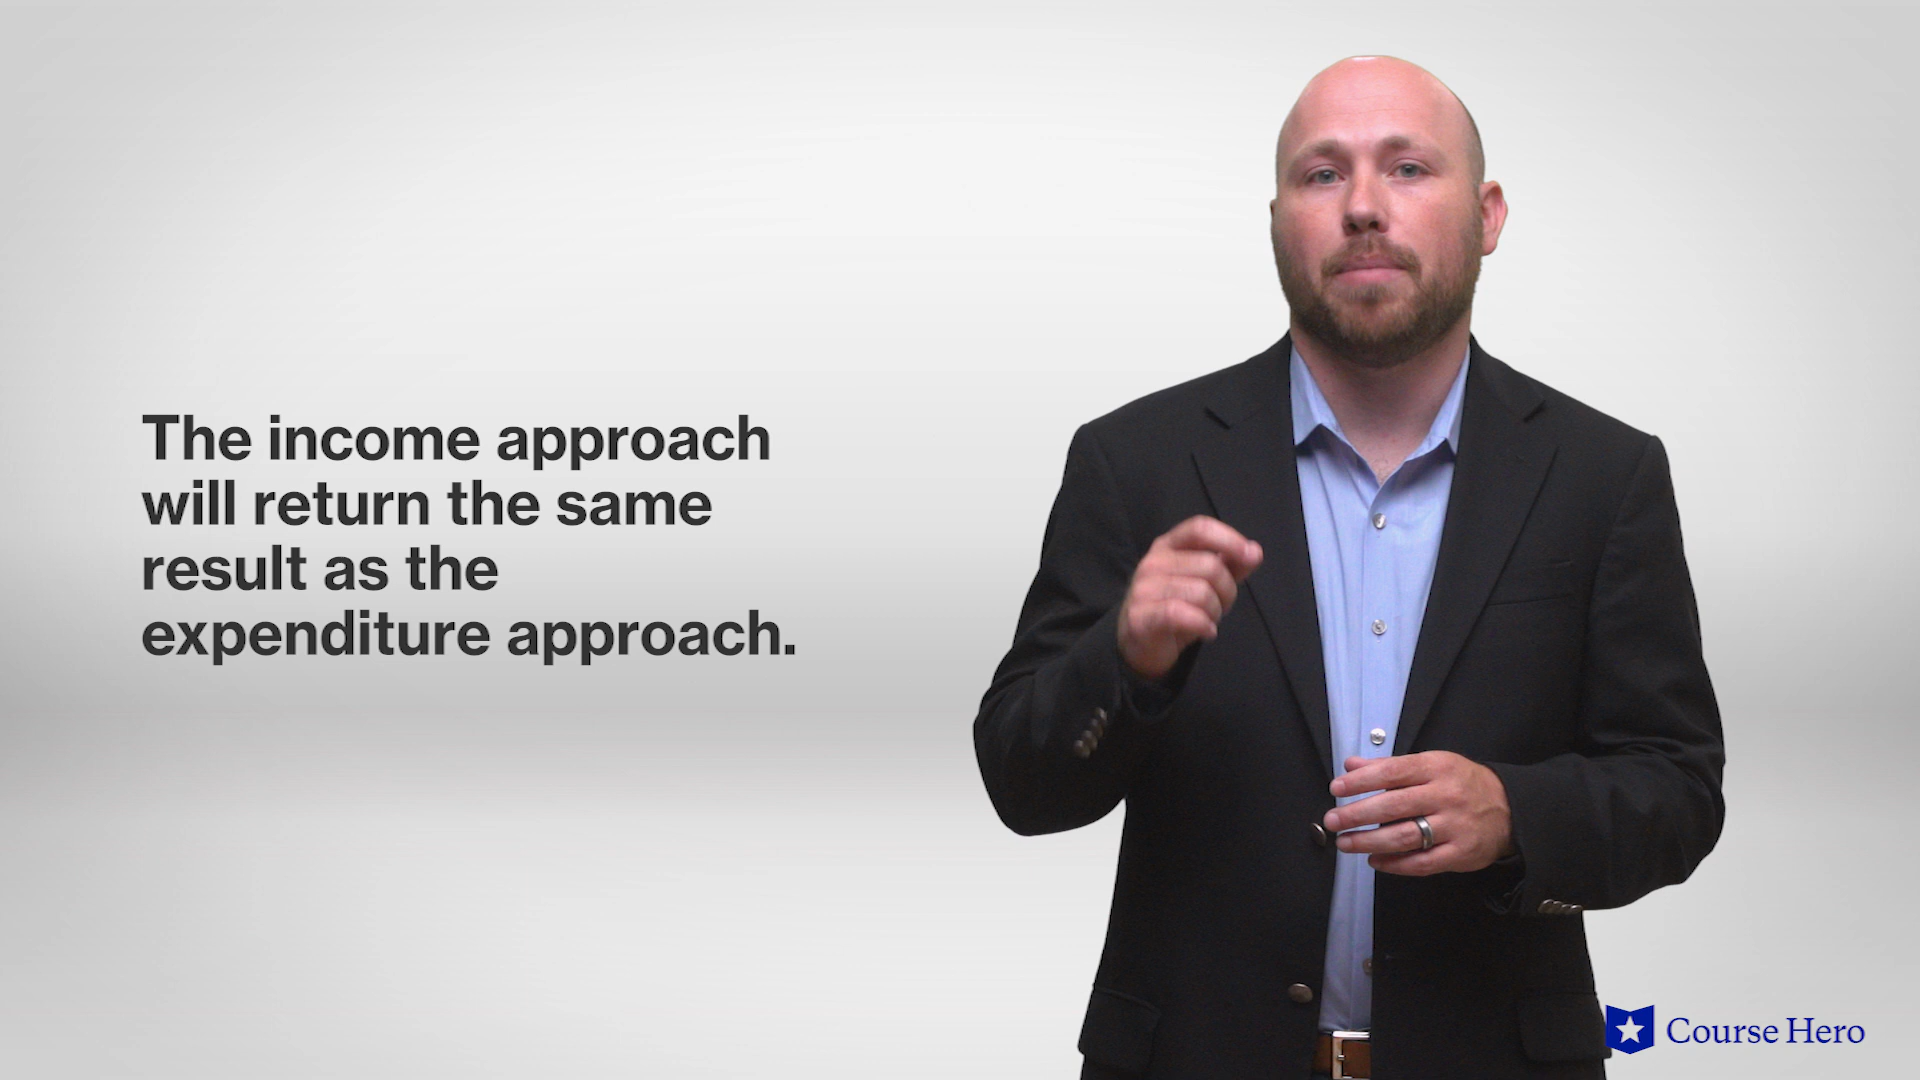 The income approach
will return the same
result as the
expenditure approach.
Course Hero